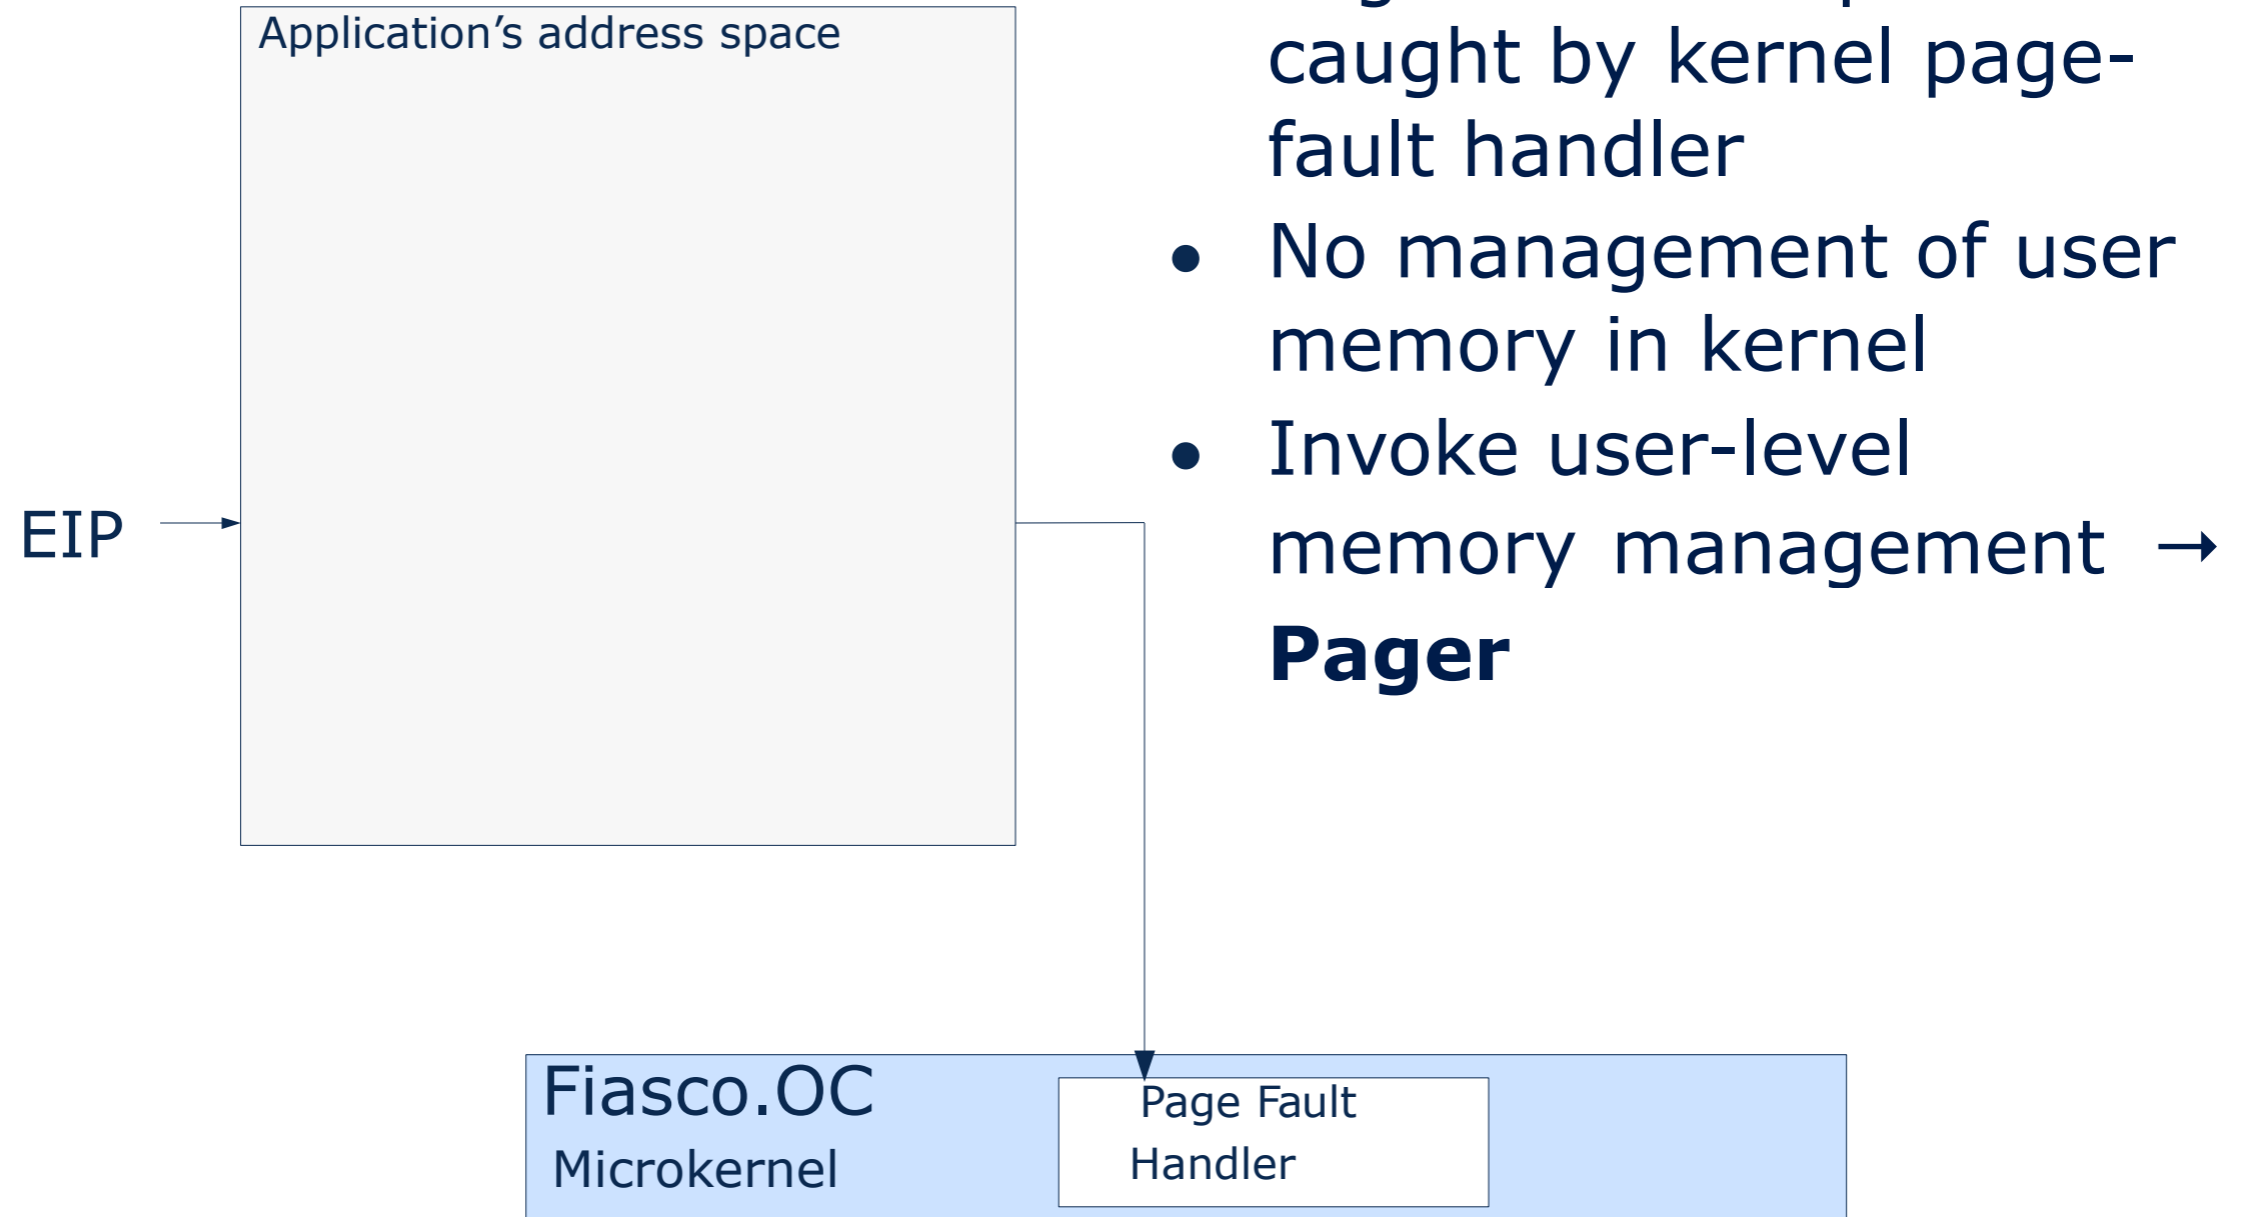 Application’s address space
caught by kernel page-
fault handler
● No management of user
memory in kernel
● Invoke user-level
memory management →
Pager
EIP
Fiasco.OC
Microkernel
Page Fault
Handler